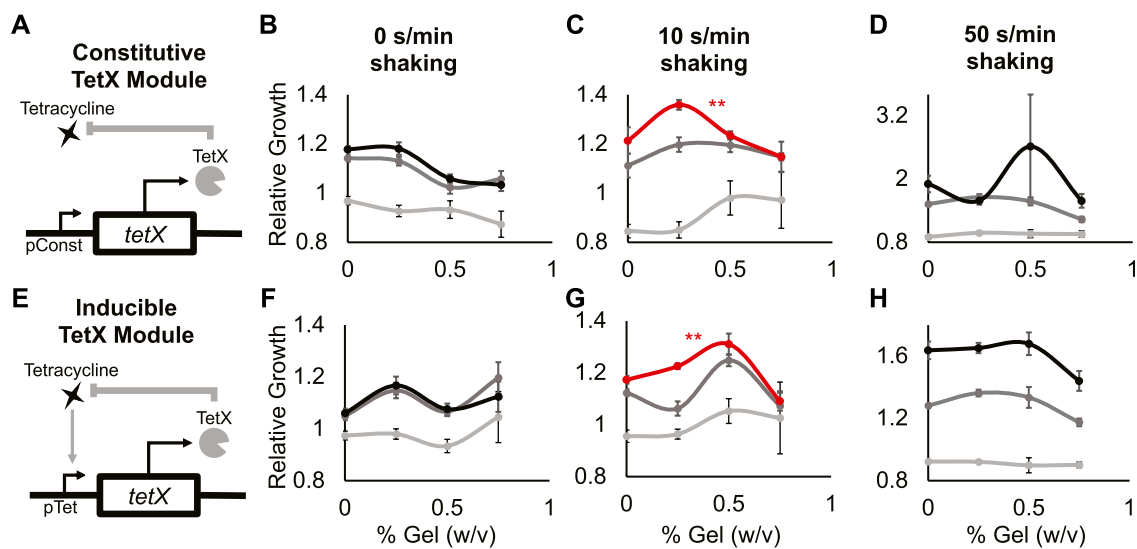 A
Constitutive
TetX Module
Tetracycline
TetX
pConst
tetX
B
0 s/min
shaking
Relative Growth
1.4
1.2
1
0.8
0
0.5
1
C
10 s/min
shaking
**
1.4
1.2
1
0.8
0
0.5
1
D
50 s/min
shaking
3.2
2
0.8
0
0.5
1
E
Inducible
TetX Module
Tetracycline
TetX
pTet
tetX
F
Relative Growth
1.4
1.2
1
0.8
0
0.5
1
% Gel (w/v)
G
**
1.4
1.2
1
0.8
0
0.5
1
% Gel (w/v)
H
1.6
1.2
0.8
0
0.5
1
% Gel (w/v)